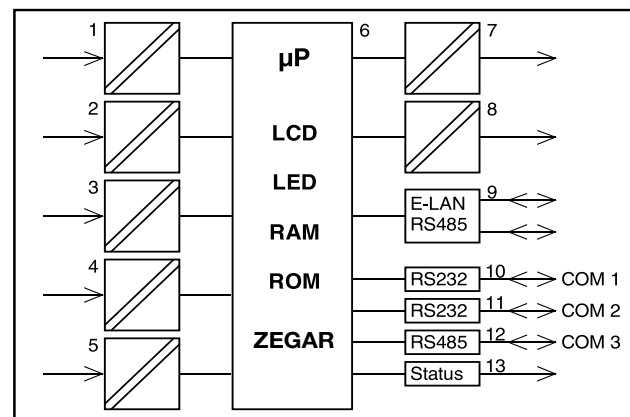 1
2
3
4
5
6
µP
LCD
LED
RAM
ROM
ZEGAR
7
8
9
E-LAN
RS485
RS232
10
COM 1
RS232
11
COM 2
RS485
12
COM 3
Status
13